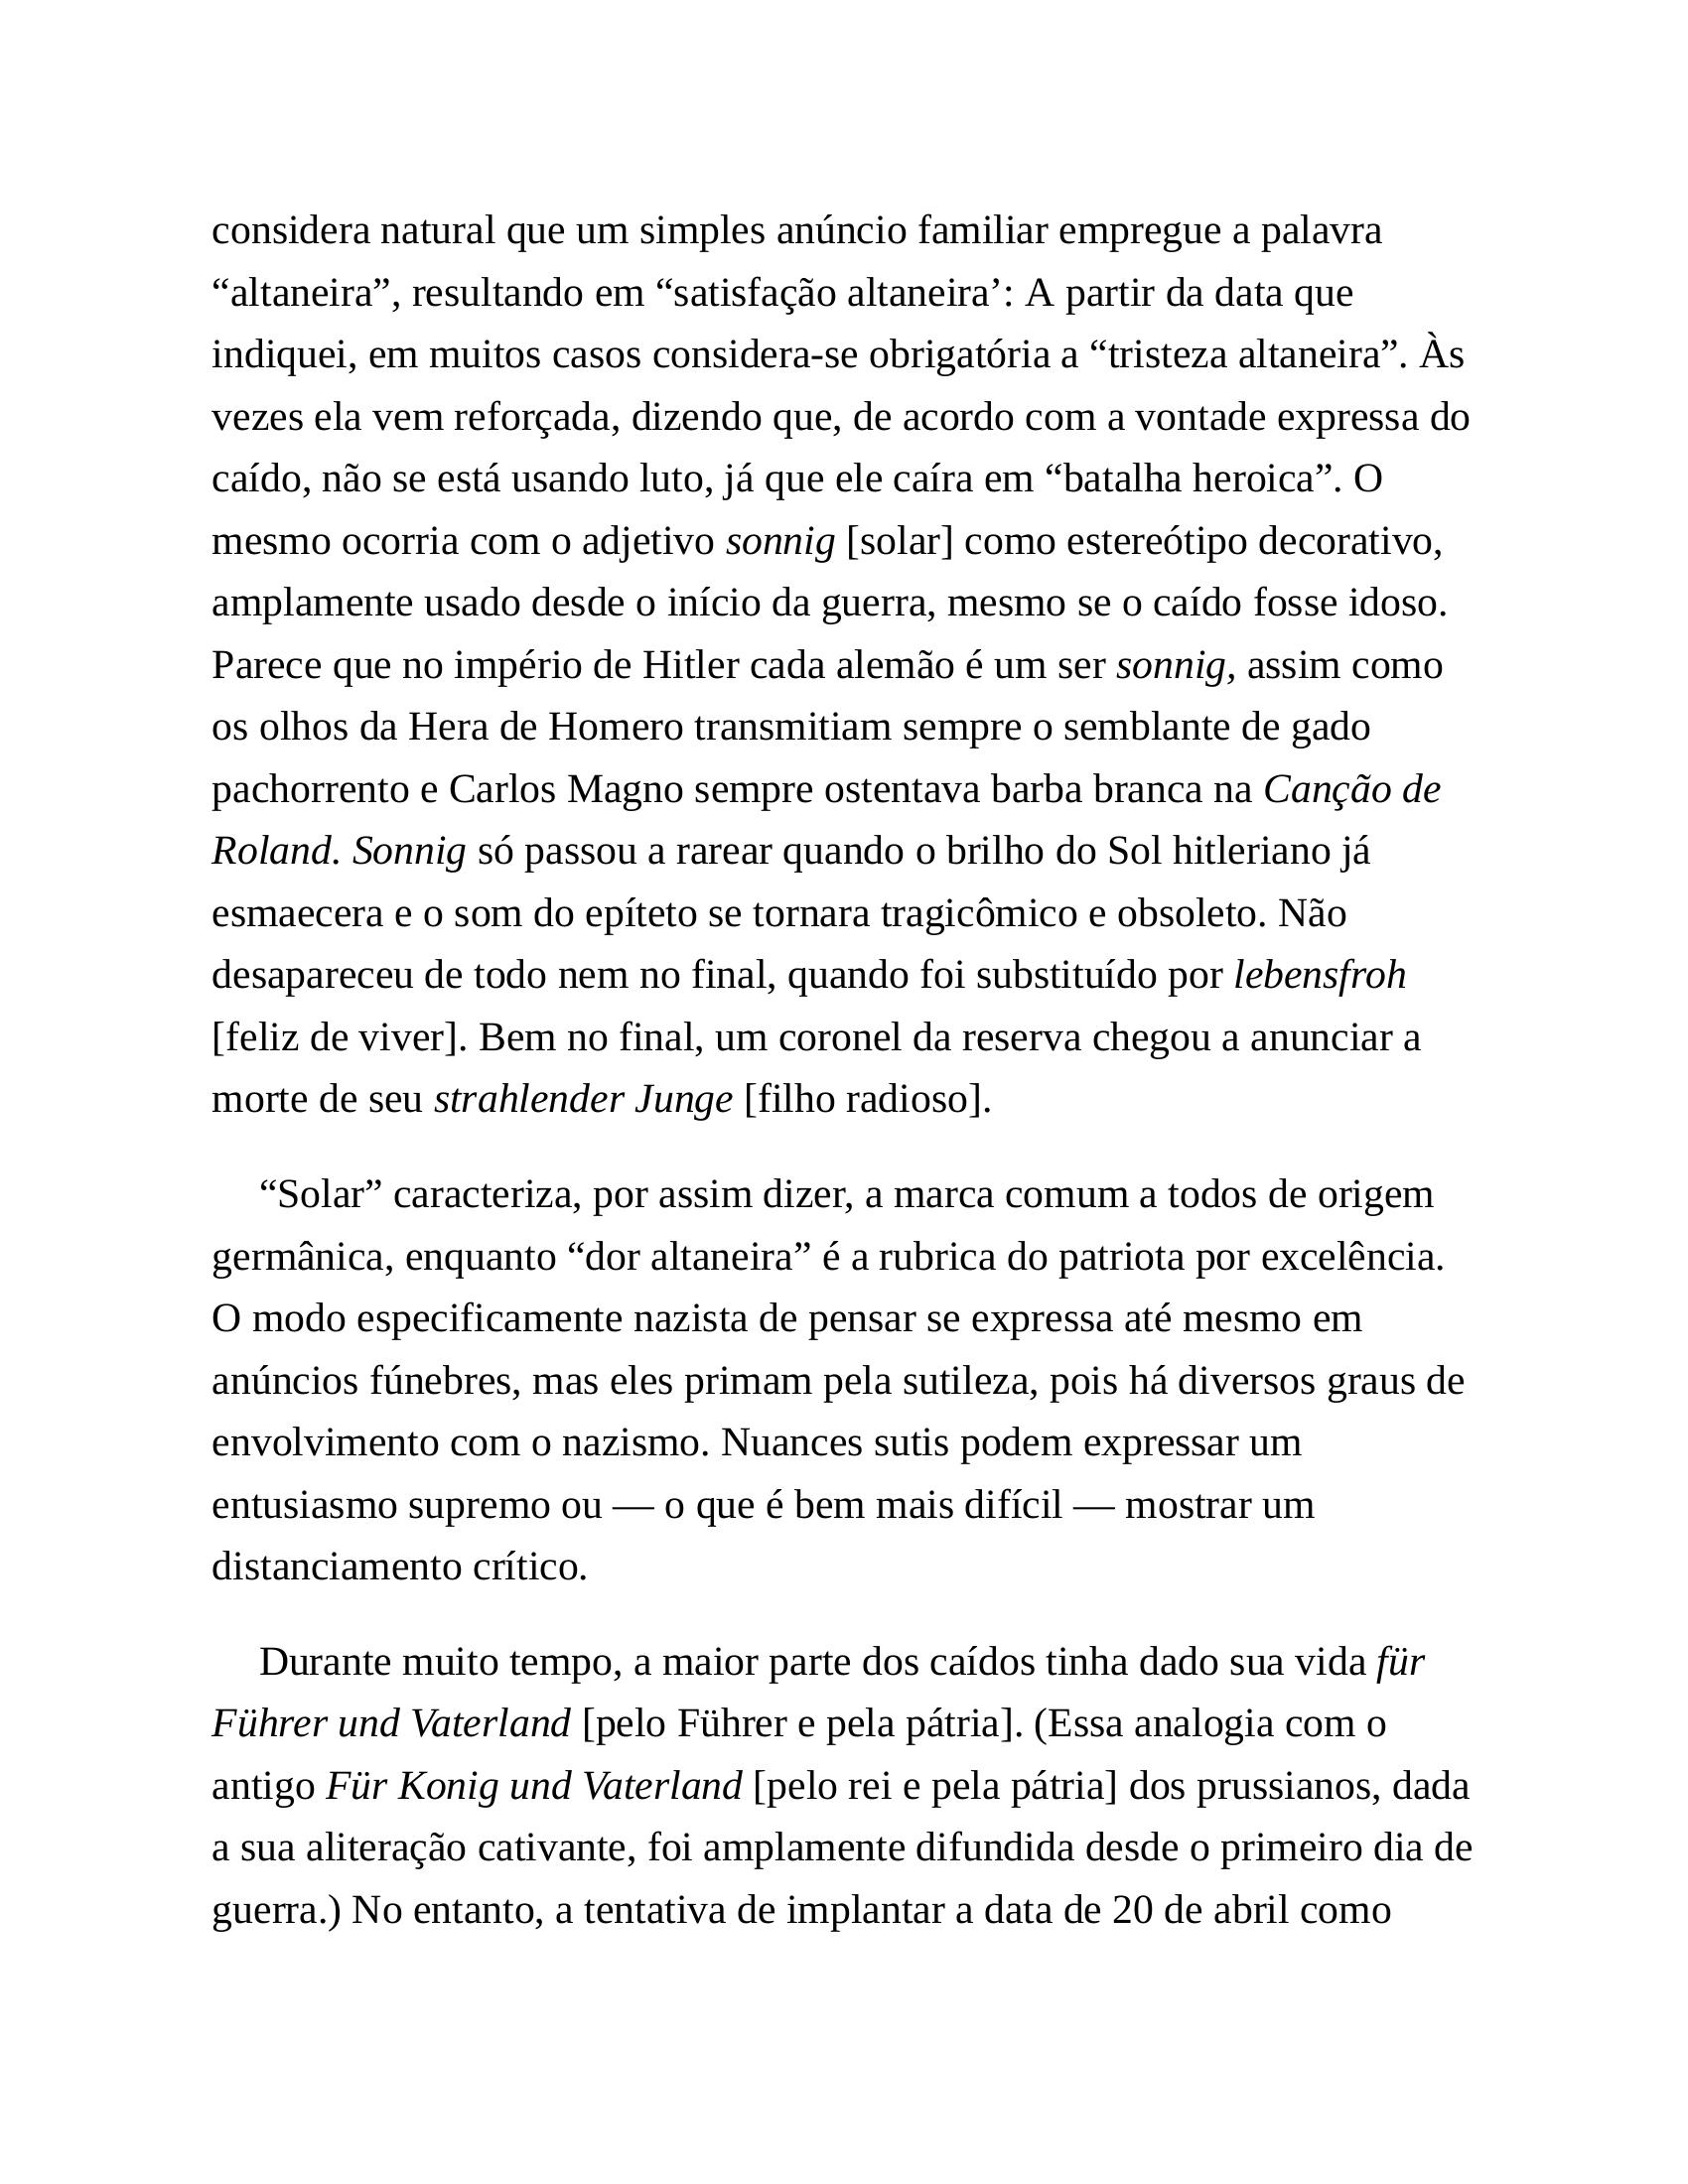 considera natural que um simples anúncio familiar empregue a palavra
“altaneira”, resultando em “satisfação altaneira’: A partir da data que
indiquei, em muitos casos considera-se obrigatória a “tristeza altaneira”. Às
vezes ela vem reforçada, dizendo que, de acordo com a vontade expressa do
caído, não se está usando luto, já que ele caíra em “batalha heroica”. O
mesmo ocorria com o adjetivo sonnig [solar] como estereótipo decorativo,
amplamente usado desde o início da guerra, mesmo se o caído fosse idoso.
Parece que no império de Hitler cada alemão é um ser sonnig, assim como
os olhos da Hera de Homero transmitiam sempre o semblante de gado
pachorrento e Carlos Magno sempre ostentava barba branca na Canção de
Roland. Sonnig só passou a rarear quando o brilho do Sol hitleriano já
esmaecera e o som do epíteto se tornara tragicômico e obsoleto. Não
desapareceu de todo nem no final, quando foi substituído por lebensfroh
[feliz de viver]. Bem no final, um coronel da reserva chegou a anunciar a
morte de seu strahlender Junge [filho radioso].
“Solar” caracteriza, por assim dizer, a marca comum a todos de origem
germânica, enquanto “dor altaneira” é a rubrica do patriota por excelência.
O modo especificamente nazista de pensar se expressa até mesmo em
anúncios fúnebres, mas eles primam pela sutileza, pois há diversos graus de
envolvimento com o nazismo. Nuances sutis podem expressar um
entusiasmo supremo ou — o que é bem mais difícil — mostrar um
distanciamento crítico.
Durante muito tempo, a maior parte dos caídos tinha dado sua vida für
Führer und Vaterland [pelo Führer e pela pátria]. (Essa analogia com o
antigo Für Konig und Vaterland [pelo rei e pela pátria] dos prussianos, dada
a sua aliteração cativante, foi amplamente difundida desde o primeiro dia de
guerra.) No entanto, a tentativa de implantar a data de 20 de abril como